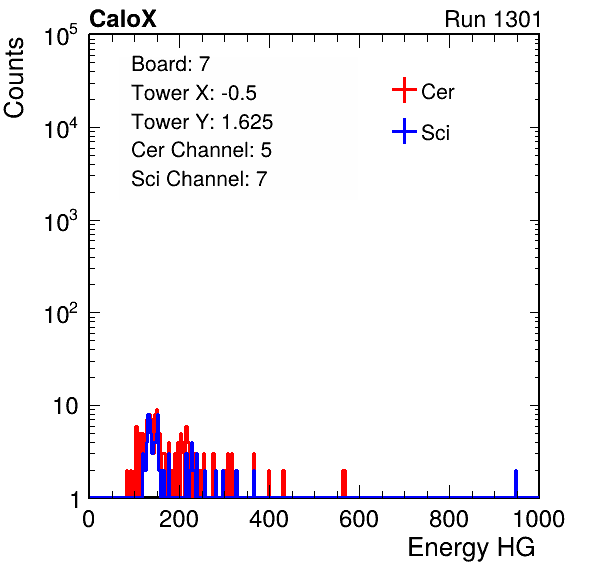 CaloX Run 1301
Counts
10^5
10^4
10^3
10^2
10
1
Board: 7
Tower X: -0.5
Tower Y: 1.625
Cer Channel: 5
Sci Channel: 7
Cer
Sci
0 200 400 600 800 1000
Energy HG